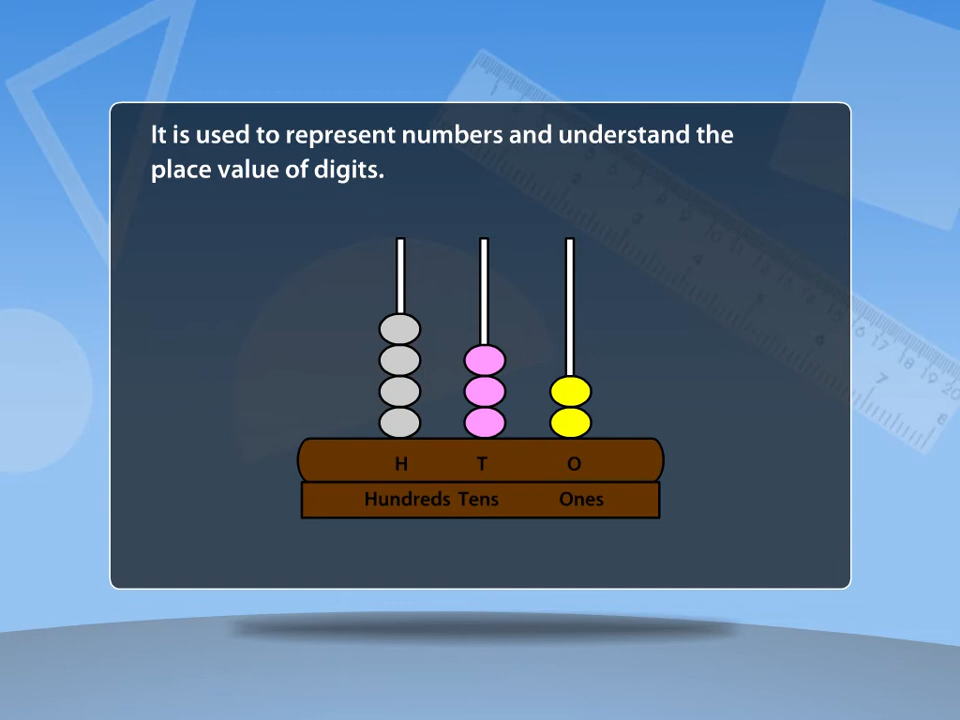 It is used to represent numbers and understand the
place value of digits.
H T O
Hundreds Tens Ones